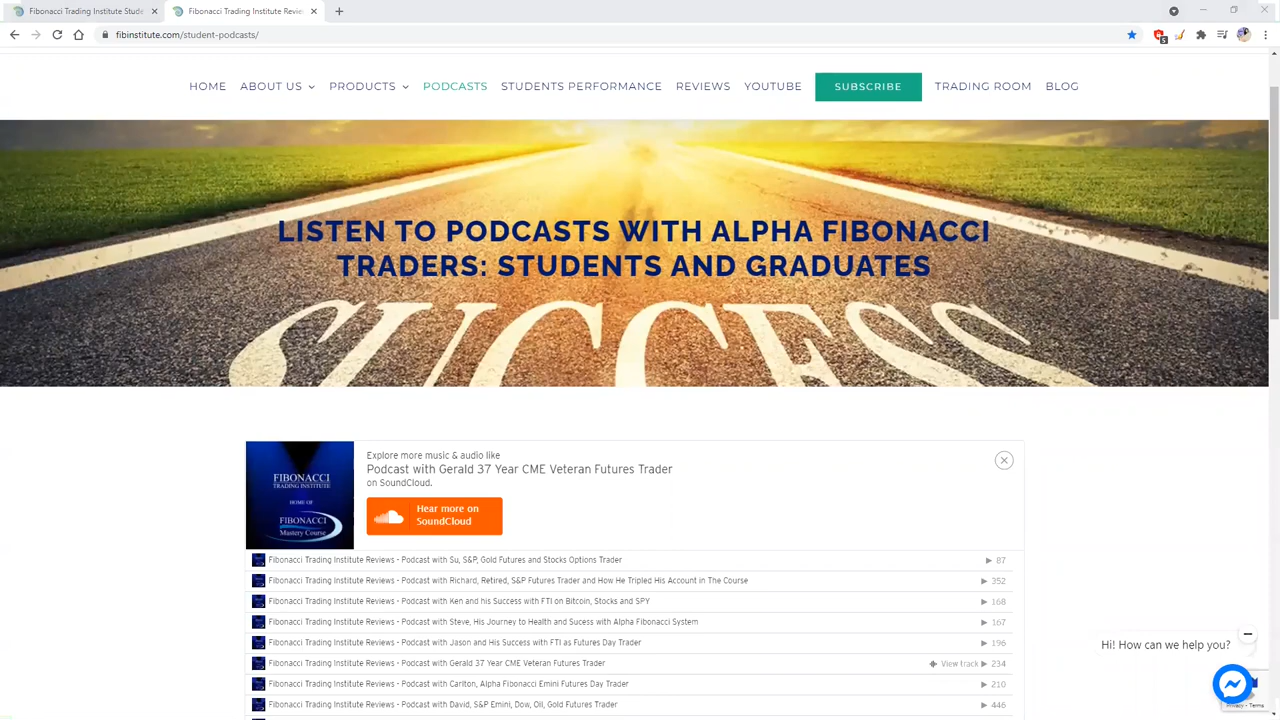 Fibonacci Trading Institute Stude
Fibonacci Trading Institute Revie
fibinstitute.com/student-podcasts/
5
HOME ABOUT US PRODUCTS PODCASTS STUDENTS PERFORMANCE REVIEWS YOUTUBE SUBSCRIBE TRADING ROOM BLOG
LISTEN TO PODCASTS WITH ALPHA FIBONACCI
TRADERS: STUDENTS AND GRADUATES
SUCCESS
FIBONACCI
TRADING INSTITUTE
HOME OF
FIBONACCI
Mastery Course
Explore more music & audio like
Podcast with Gerald 37 Year CME Veteran Futures Trader
on SoundCloud.
Hear more on
SoundCloud
Fibonacci Trading Institute Reviews - Podcast with Su, S&P, Gold Futures and Stocks Options Trader 87
Fibonacci Trading Institute Reviews - Podcast with Richard, Retired, S&P Futures Trader and How He Tripled His Account in The Course 352
Fibonacci Trading Institute Reviews - Podcast with Ken and his Success with FTI on Bitcoin, Stocks and SPY 168
Fibonacci Trading Institute Reviews - Podcast with Steve, His Journey to Health and Sucess with Alpha Fibonacci System 167
Fibonacci Trading Institute Reviews - Podcast with Jason and His Success with FTI as Futures Day Trader 196
Fibonacci Trading Institute Reviews - Podcast with Gerald 37 Year CME Veteran Futures Trader View track 234
Fibonacci Trading Institute Reviews - Podcast with Carlton, Alpha Fibonacci Emini Futures Day Trader 210
Fibonacci Trading Institute Reviews - Podcast with David, S&P Emini, Dow, Oil, Gold Futures Trader 446
Hi! How can we help you?
Privacy - Terms